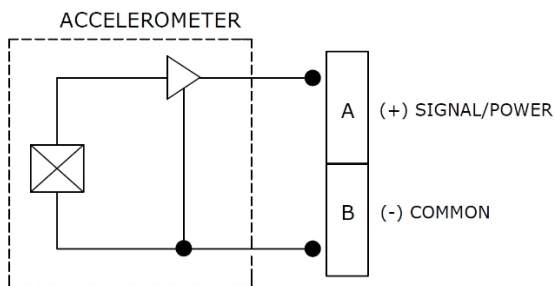 ACCELEROMETER
A (+) SIGNAL/POWER
B (-) COMMON